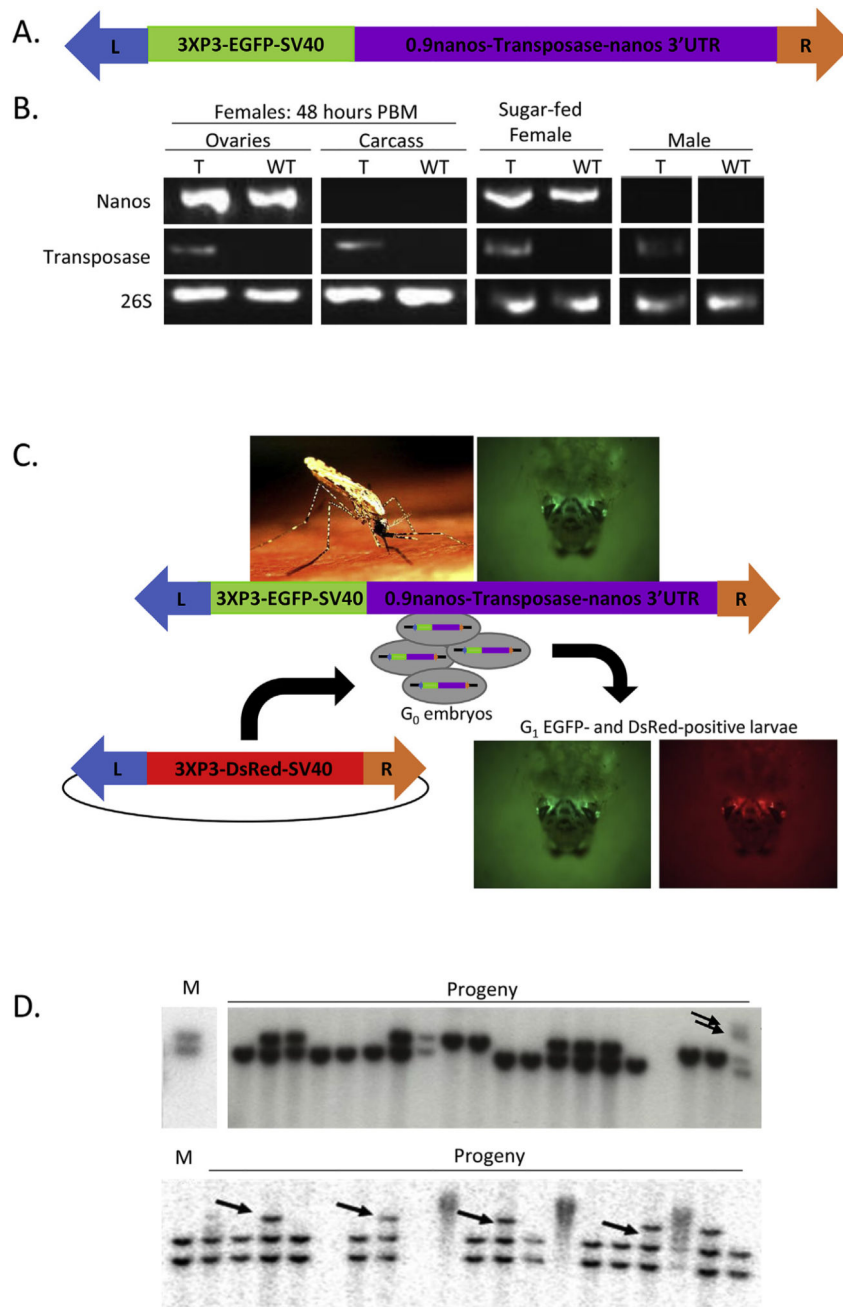 A.
L 3XP3-EGFP-SV40 0.9nanos-Transposase-nanos 3'UTR R
B.
Females: 48 hours PBM
Sugar-fed
Female
Ovaries Carcass Male
T WT T WT T WT T WT
Nanos
Transposase
26S
C.
L 3XP3-EGFP-SV40 0.9nanos-Transposase-nanos 3'UTR R
G₀ embryos
G₁ EGFP- and DsRed-positive larvae
L 3XP3-DsRed-SV40 R
D.
M Progeny
M Progeny